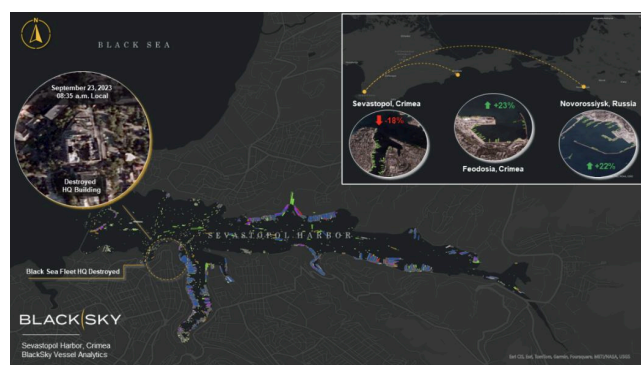 N
BLACK SEA
September 23, 2023
08:35 a.m. Local
Destroyed
HQ Building
Sevastopol, Crimea
-18%
+23%
Feodosia, Crimea
Novorossiysk, Russia
+22%
SEVASTOPOL HARBOR
Black Sea Fleet HQ Destroyed
BLACKSKY
Sevastopol Harbor, Crimea
BlackSky Vessel Analytics